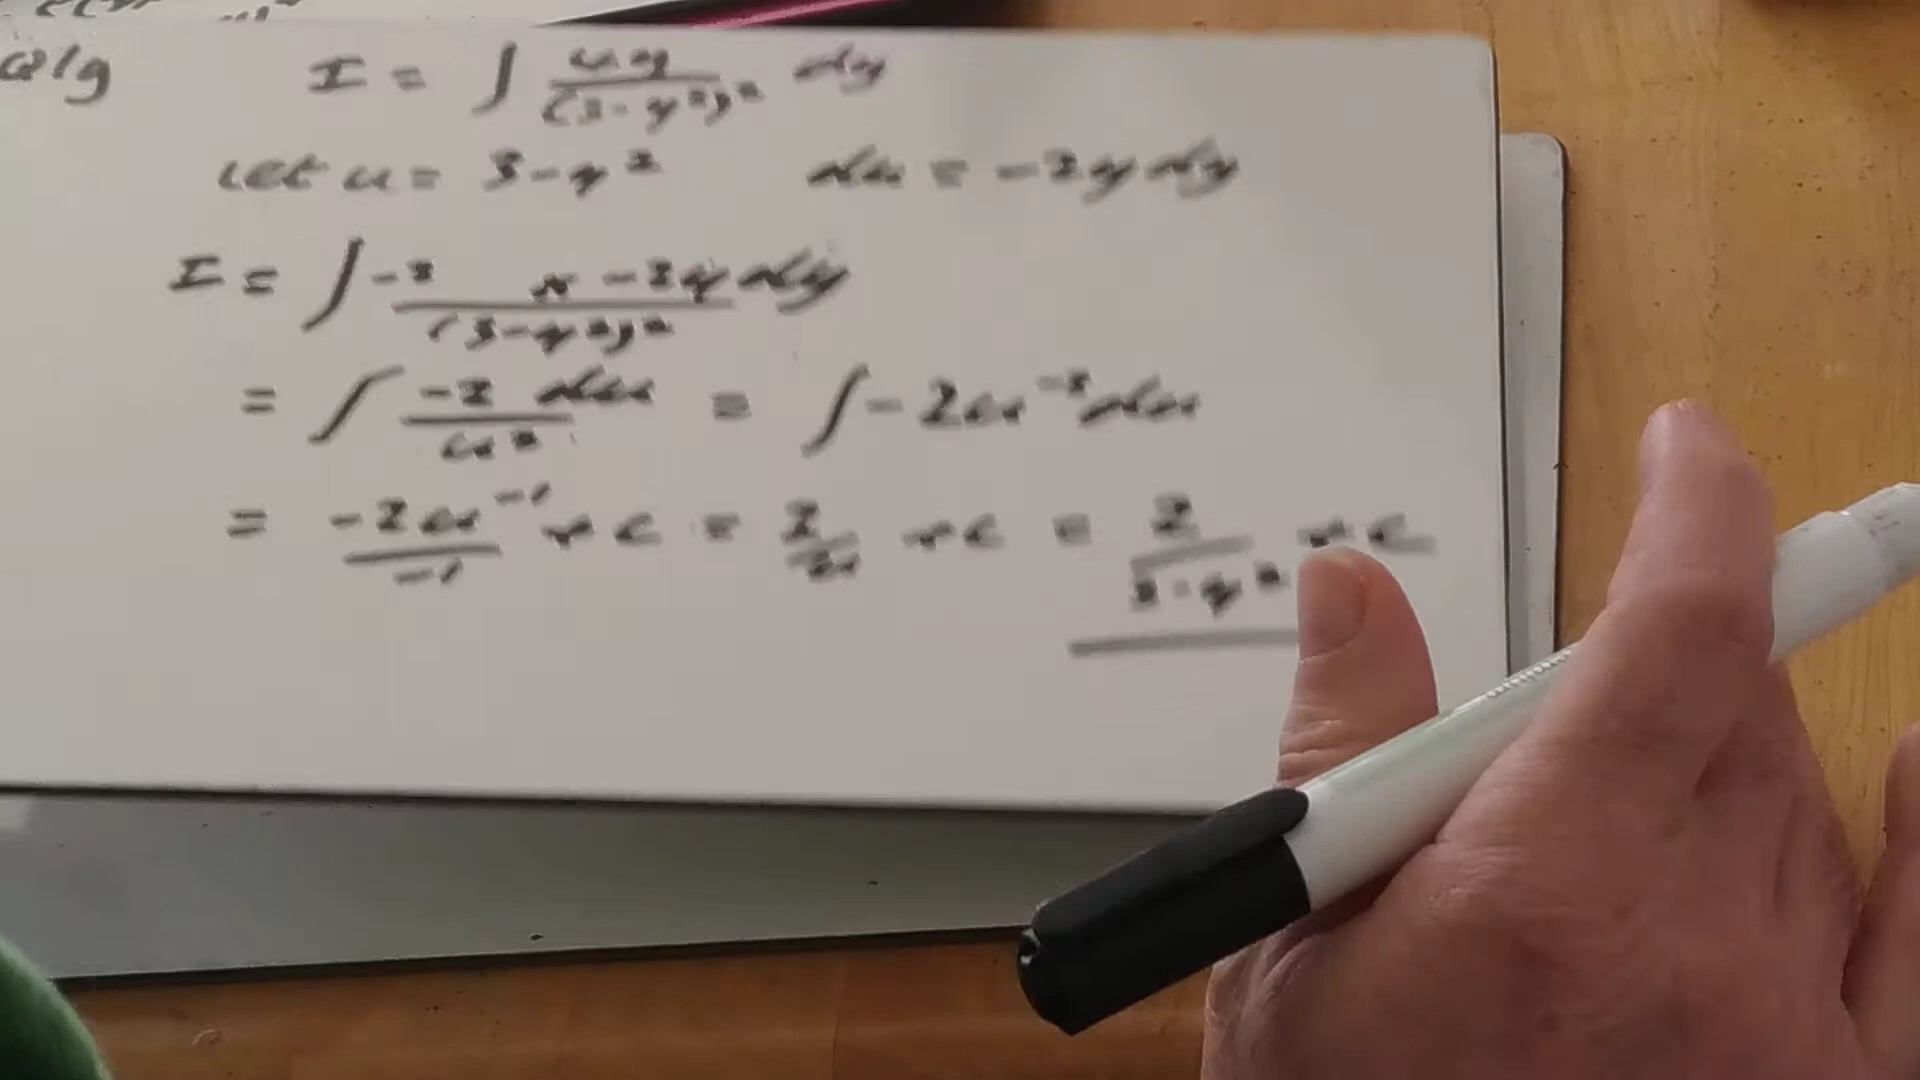 Q1g I = ∫ 4y/(3-y²)² dy
Let u = 3-y² du = -2y dy
I = ∫ -2 × -2y dy/(3-y²)²
= ∫ -2 du/u² = ∫ -2u⁻² du
= -2u⁻¹/-1 + c = 2/u + c = 2/3-y² + c